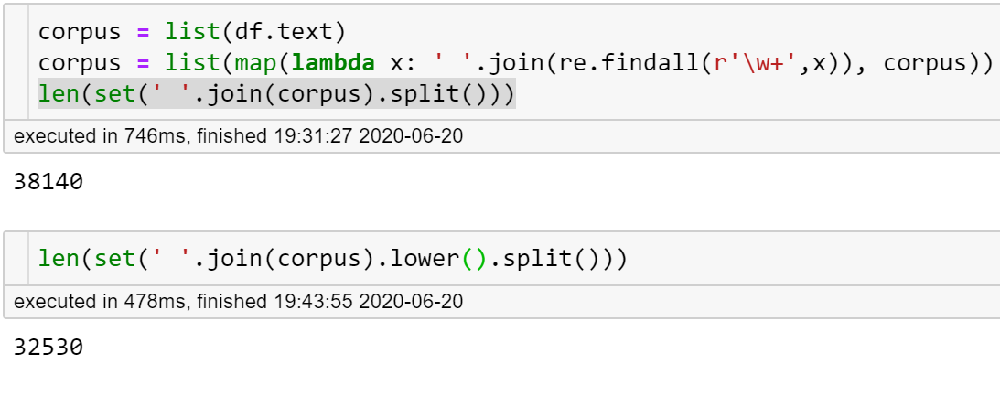 corpus = list(df.text)
corpus = list(map(lambda x: ' '.join(re.findall(r'\w+',x)), corpus))
len(set(' '.join(corpus).split()))
executed in 746ms, finished 19:31:27 2020-06-20
38140
len(set(' '.join(corpus).lower().split()))
executed in 478ms, finished 19:43:55 2020-06-20
32530